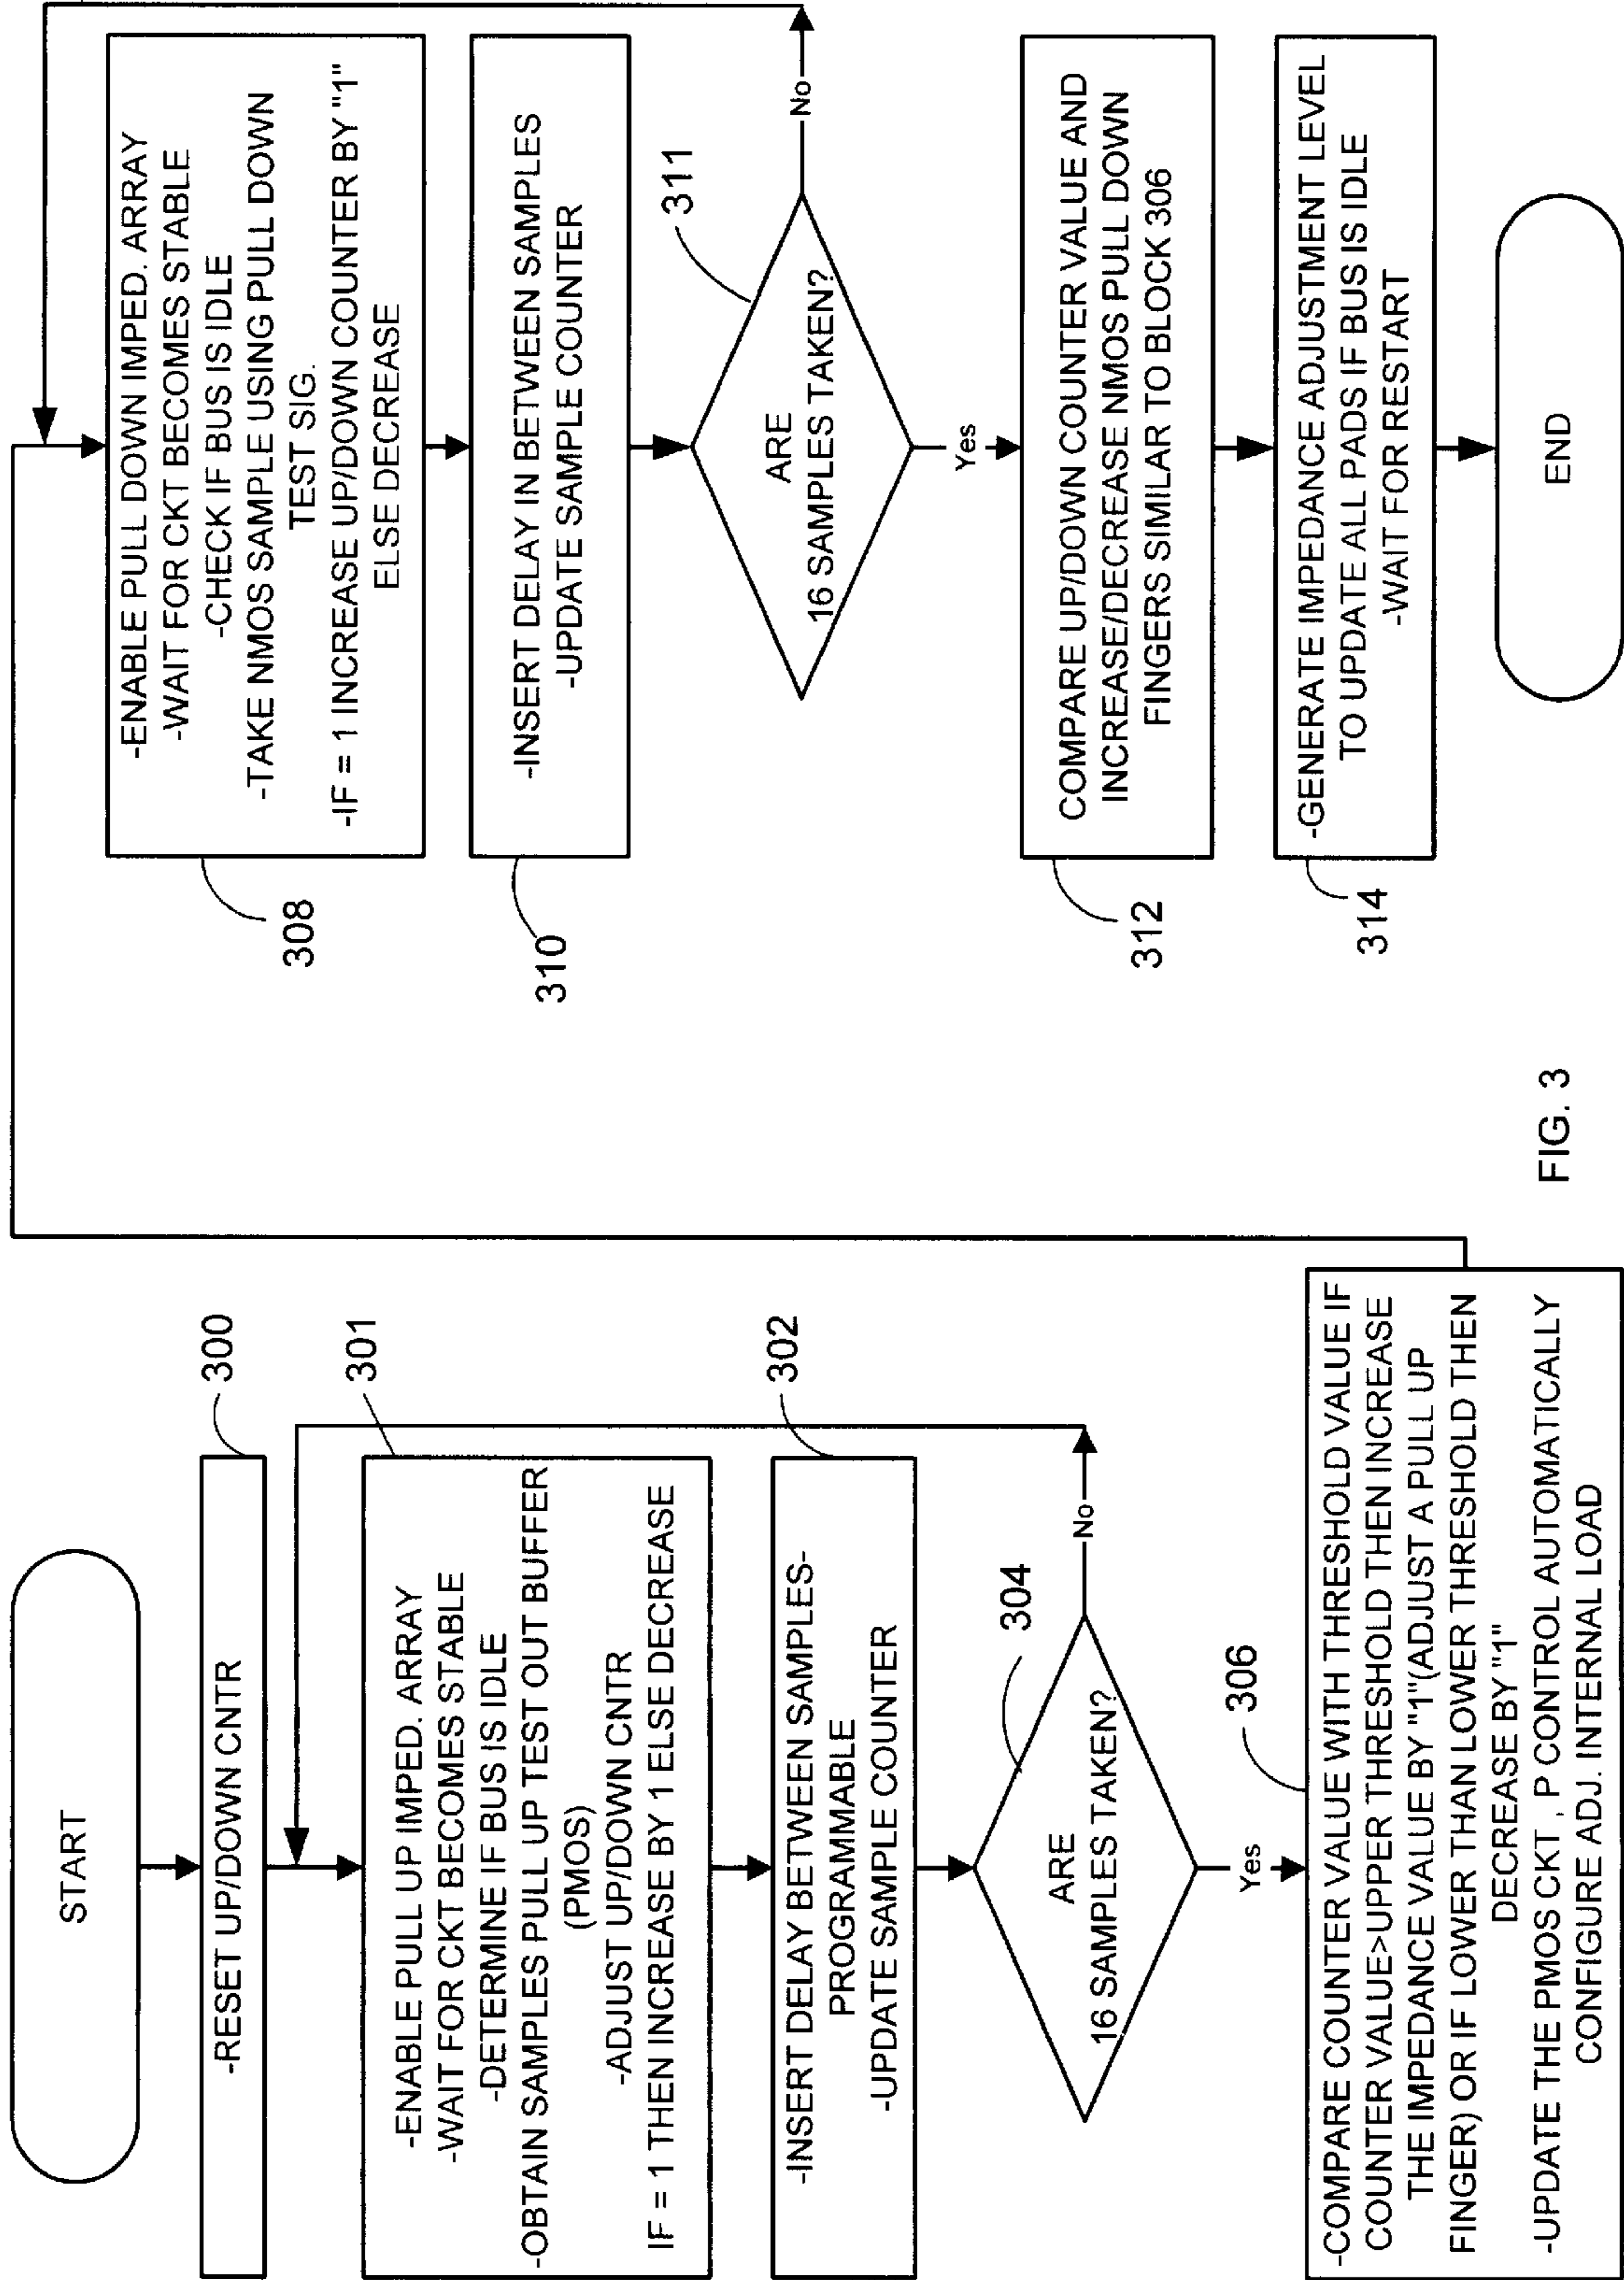 START
300
-RESET UP/DOWN CNTR
301
-ENABLE PULL UP IMPED. ARRAY
-WAIT FOR CKT BECOMES STABLE
-DETERMINE IF BUS IS IDLE
-OBTAIN SAMPLES PULL UP TEST OUT BUFFER
(PMOS)
-ADJUST UP/DOWN CNTR
IF = 1 THEN INCREASE BY 1 ELSE DECREASE
302
-INSERT DELAY BETWEEN SAMPLES-
PROGRAMMABLE
-UPDATE SAMPLE COUNTER
304
ARE
16 SAMPLES TAKEN?
No
Yes
306
-COMPARE COUNTER VALUE WITH THRESHOLD VALUE IF
COUNTER VALUE>UPPER THRESHOLD THEN INCREASE
THE IMPEDANCE VALUE BY "1"(ADJUST A PULL UP
FINGER) OR IF LOWER THAN LOWER THRESHOLD THEN
DECREASE BY "1"
-UPDATE THE PMOS CKT , P CONTROL AUTOMATICALLY
CONFIGURE ADJ. INTERNAL LOAD
-ENABLE PULL DOWN IMPED. ARRAY
-WAIT FOR CKT BECOMES STABLE
-CHECK IF BUS IS IDLE
-TAKE NMOS SAMPLE USING PULL DOWN
TEST SIG.
-IF = 1 INCREASE UP/DOWN COUNTER BY "1"
ELSE DECREASE
308
-INSERT DELAY IN BETWEEN SAMPLES
-UPDATE SAMPLE COUNTER
310
311
ARE
16 SAMPLES TAKEN?
No
Yes
COMPARE UP/DOWN COUNTER VALUE AND
INCREASE/DECREASE NMOS PULL DOWN
FINGERS SIMILAR TO BLOCK 306
312
-GENERATE IMPEDANCE ADJUSTMENT LEVEL
TO UPDATE ALL PADS IF BUS IS IDLE
-WAIT FOR RESTART
314
END
FIG. 3